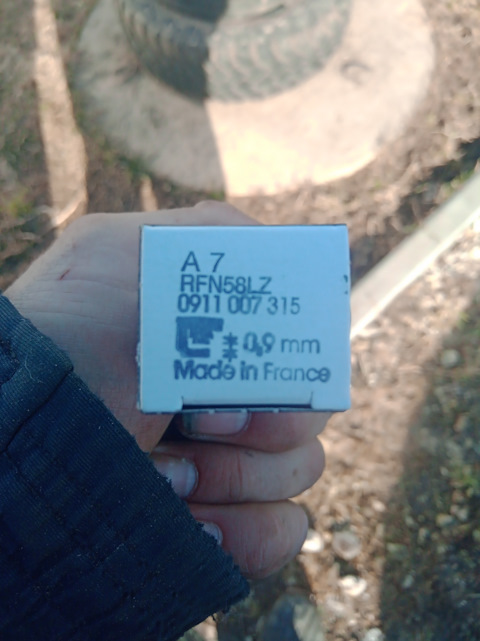 A 7
RFN58LZ
0911 007 315
0,9 mm
Made in France